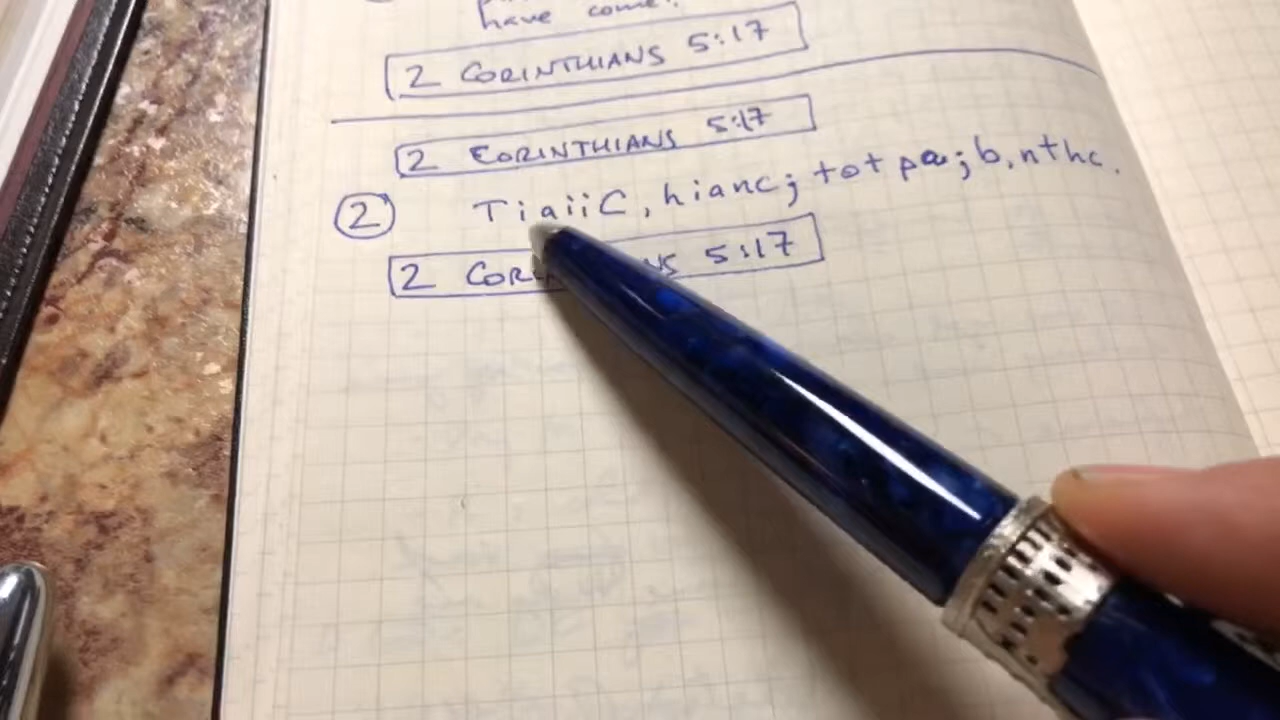 have come!
2 CORINTHIANS 5:17
2 CORINTHIANS 5:17
2 TiaiiC, hianc; tot pa; b, nthc.
2 5:17